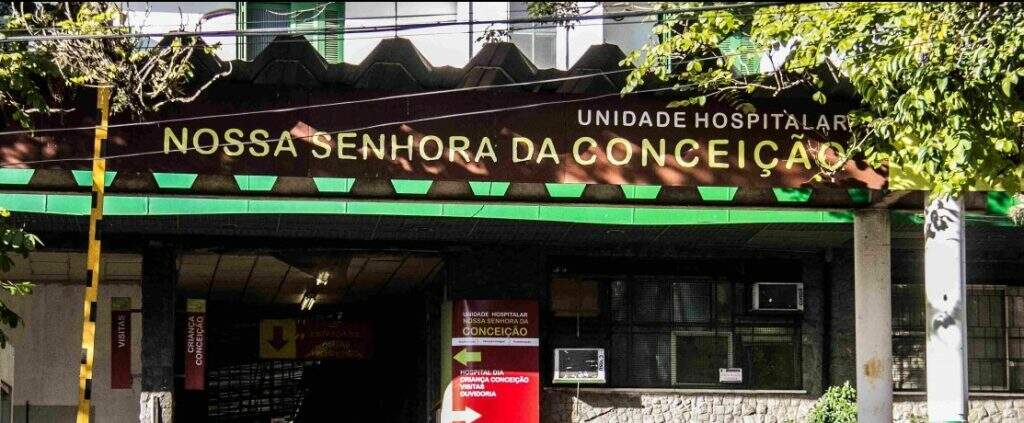 UNIDADE HOSPITALAR
NOSSA SENHORA DA CONCEIÇÃO
VISITAS
CRIANÇA
CONCEIÇÃO
UNIDADE HOSPITALAR
NOSSA SENHORA DA
CONCEIÇÃO
HOSPITAL DIA
CRIANÇA CONCEIÇÃO
VISITAS
OUVIDORIA